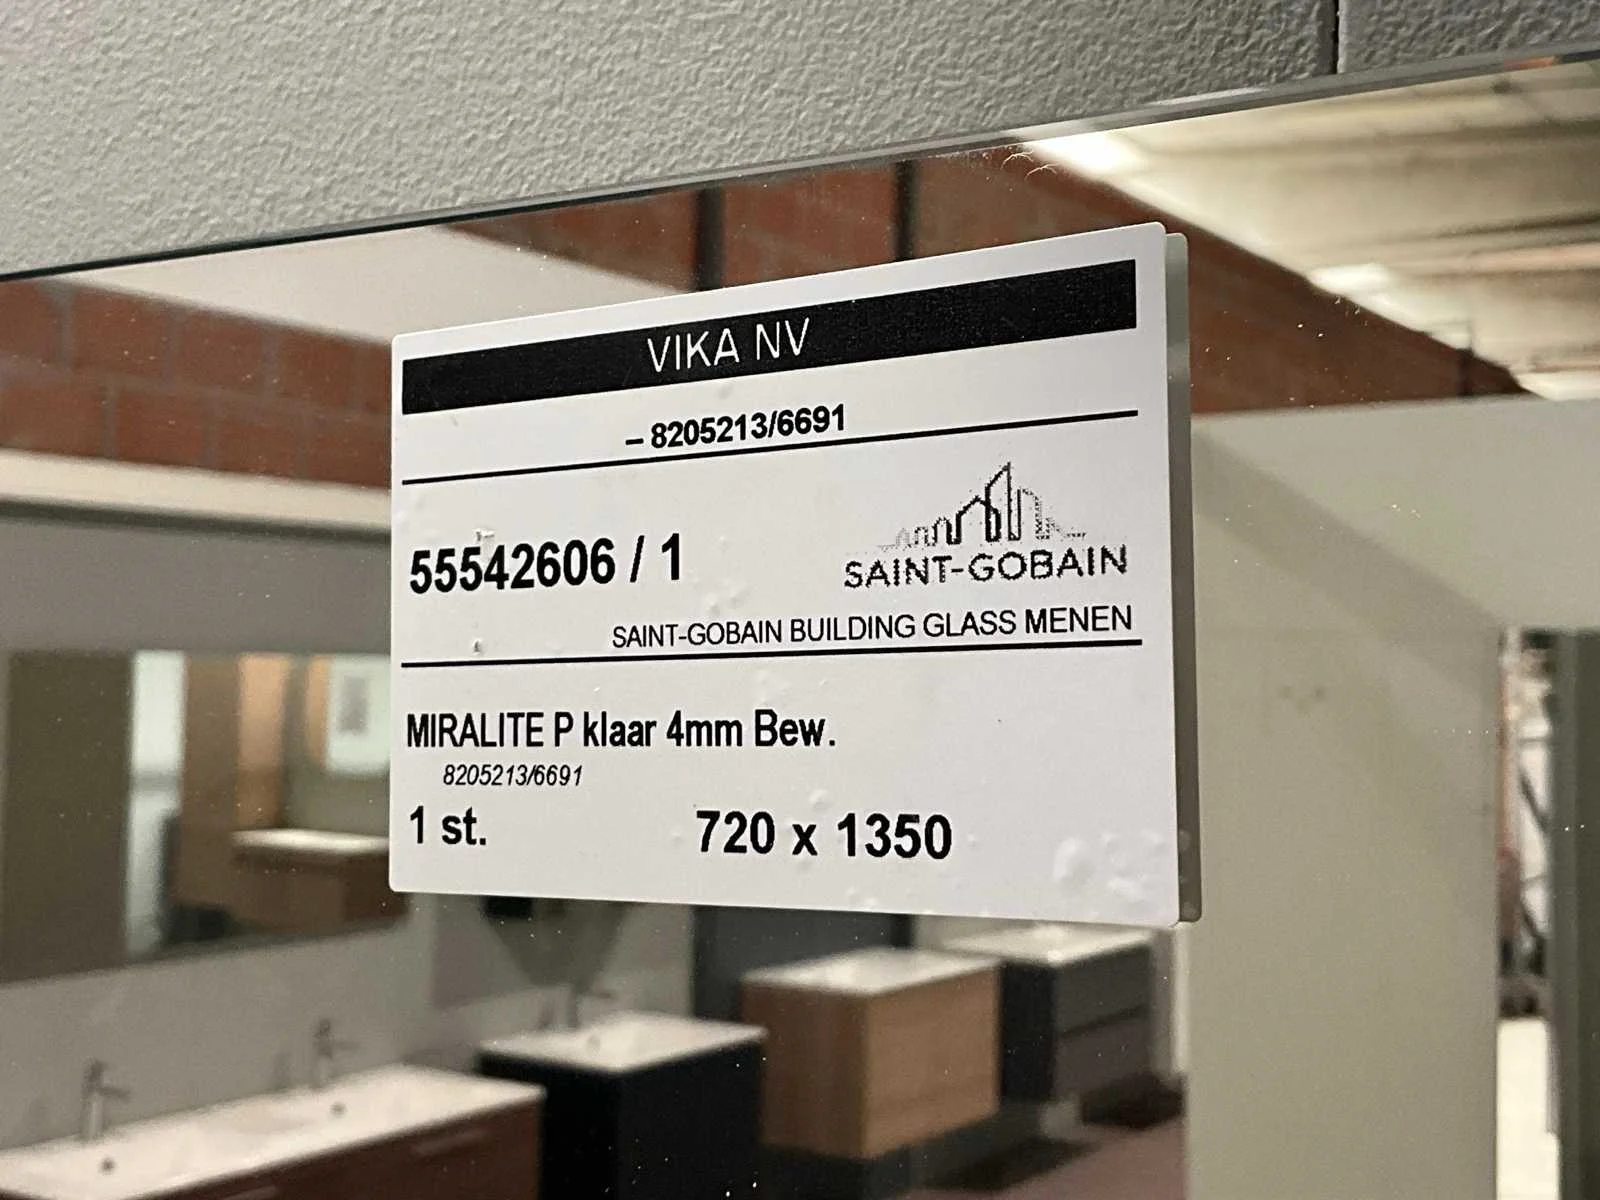 VIKA NV
– 8205213/6691
55542606 / 1
SAINT-GOBAIN
SAINT-GOBAIN BUILDING GLASS MENEN
MIRALITE P klaar 4mm Bew.
8205213/6691
1 st. 720 x 1350